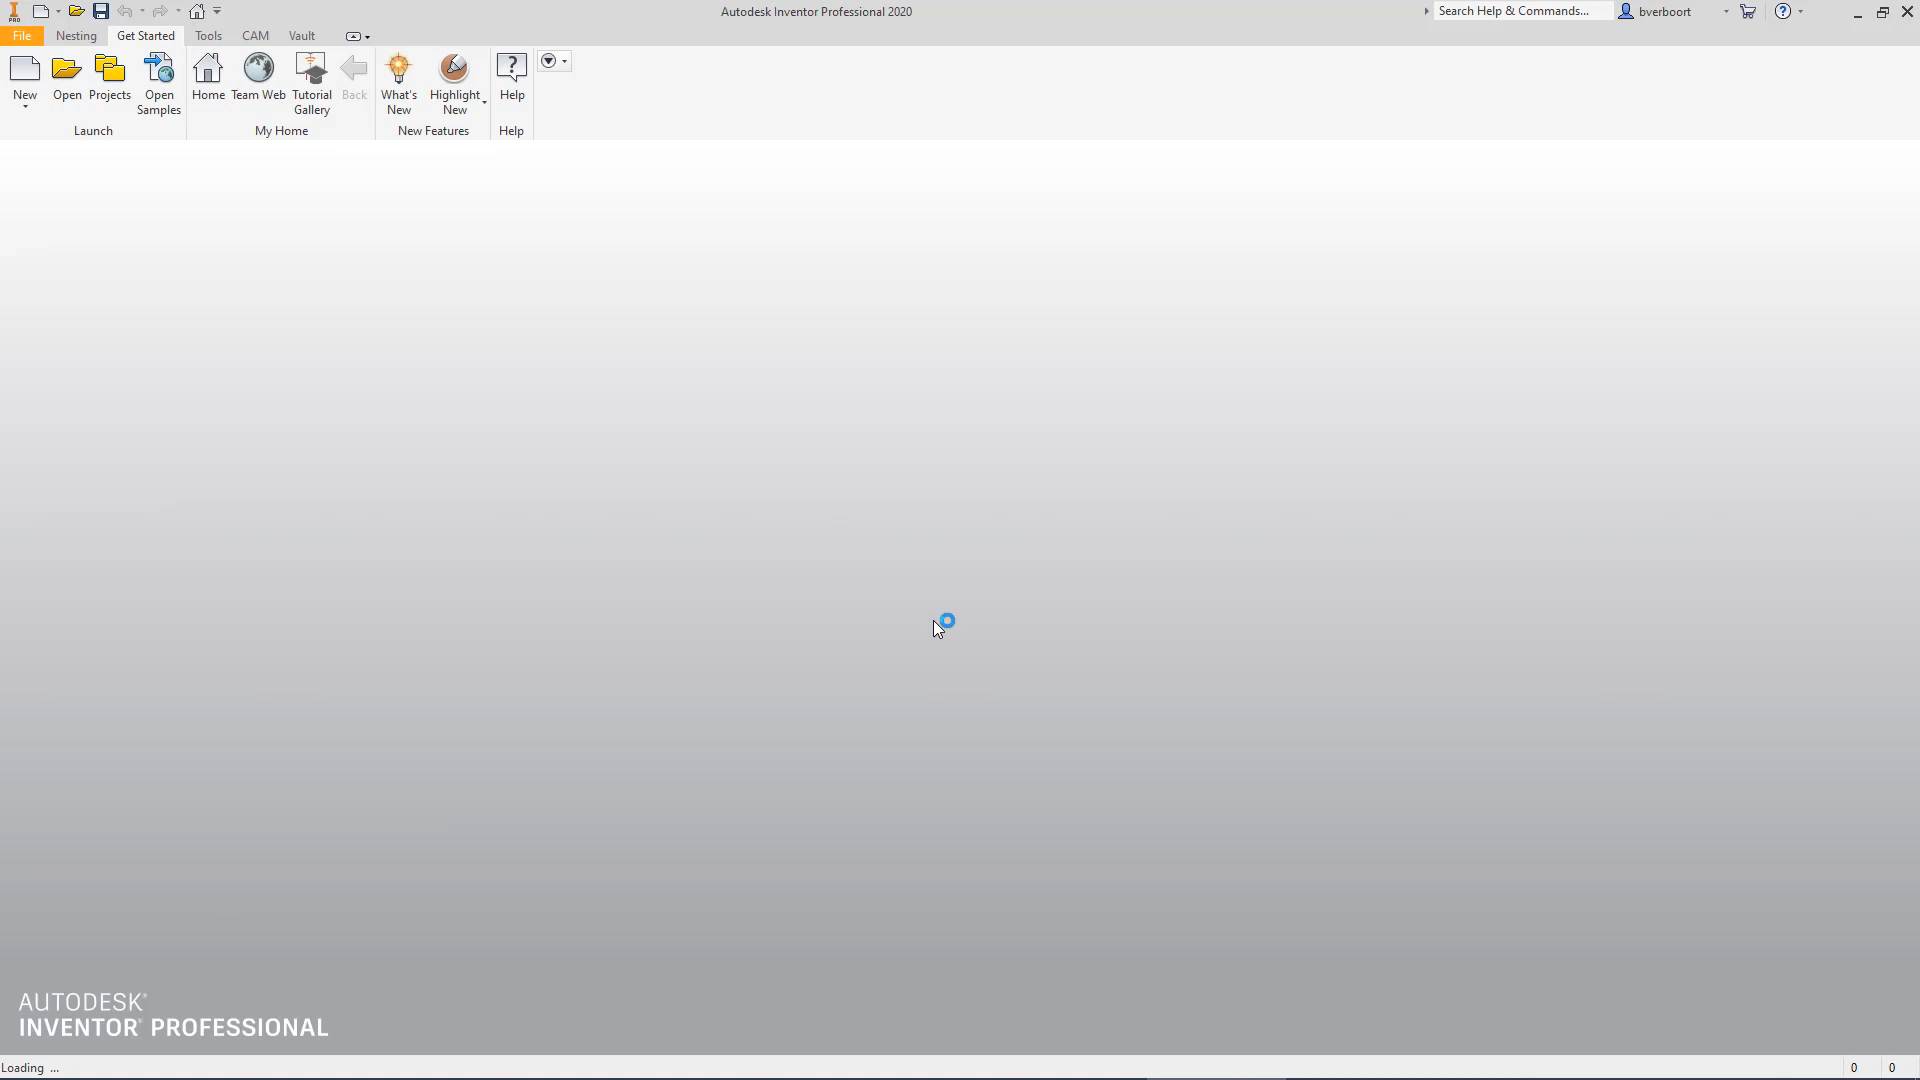 PRO
Autodesk Inventor Professional 2020
Search Help & Commands...
bverboort
File
Nesting
Get Started
Tools
CAM
Vault
New
Open
Projects
Open
Samples
Home
Team Web
Tutorial
Gallery
Back
What's
New
Highlight
New
Help
Launch
My Home
New Features
Help
AUTODESK®
INVENTOR® PROFESSIONAL
Loading ...
0
0